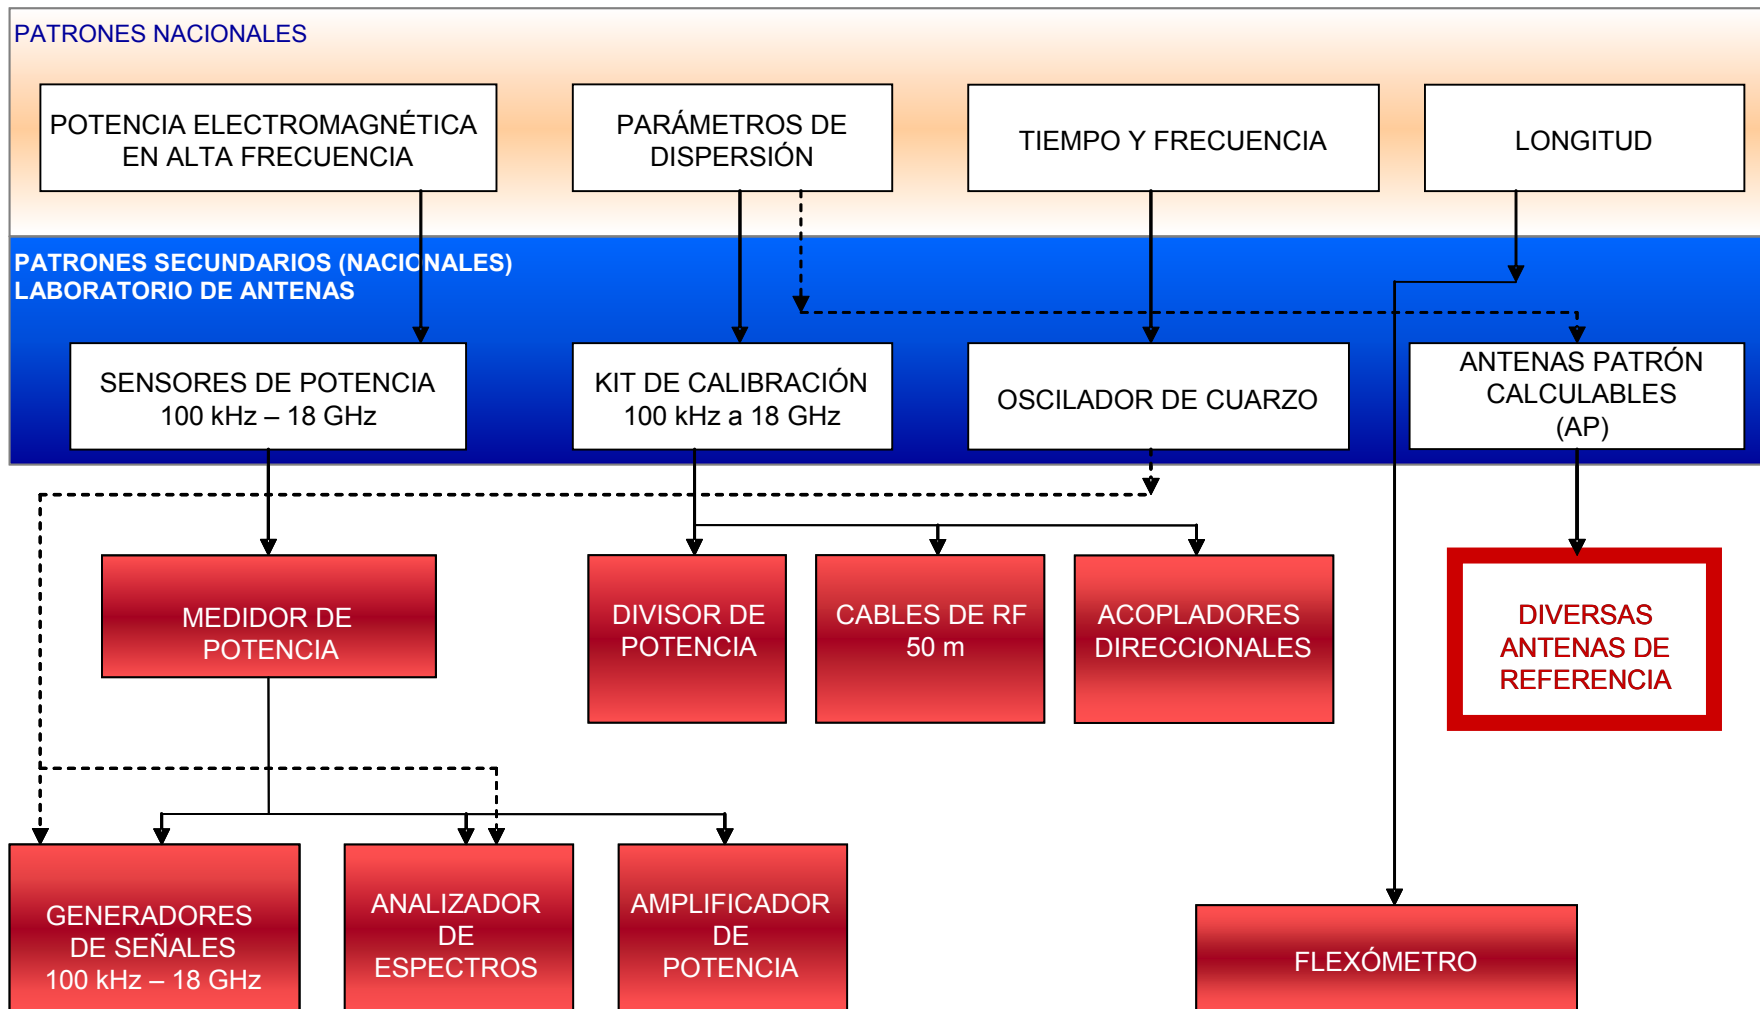 PATRONES NACIONALES
POTENCIA ELECTROMAGNÉTICA
EN ALTA FRECUENCIA
PARÁMETROS DE
DISPERSIÓN
TIEMPO Y FRECUENCIA
LONGITUD
PATRONES SECUNDARIOS (NACIONALES)
LABORATORIO DE ANTENAS
SENSORES DE POTENCIA
100 kHz – 18 GHz
KIT DE CALIBRACIÓN
100 kHz a 18 GHz
OSCILADOR DE CUARZO
ANTENAS PATRÓN
CALCULABLES
(AP)
MEDIDOR DE
POTENCIA
DIVISOR DE
POTENCIA
CABLES DE RF
50 m
ACOPLADORES
DIRECCIONALES
DIVERSAS
ANTENAS DE
REFERENCIA
GENERADORES
DE SEÑALES
100 kHz – 18 GHz
ANALIZADOR
DE
ESPECTROS
AMPLIFICADOR
DE
POTENCIA
FLEXÓMETRO